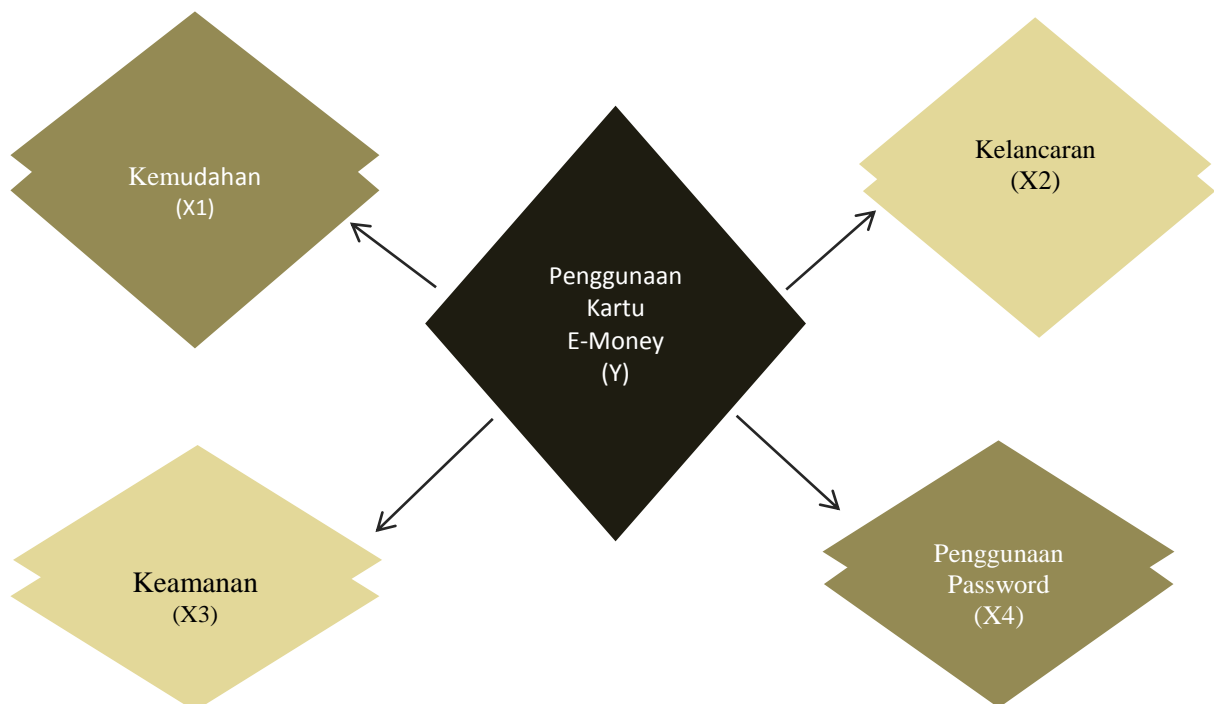 Kemudahan
(X1)
Kelancaran
(X2)
Penggunaan
Kartu
E-Money
(Y)
Keamanan
(X3)
Penggunaan
Password
(X4)